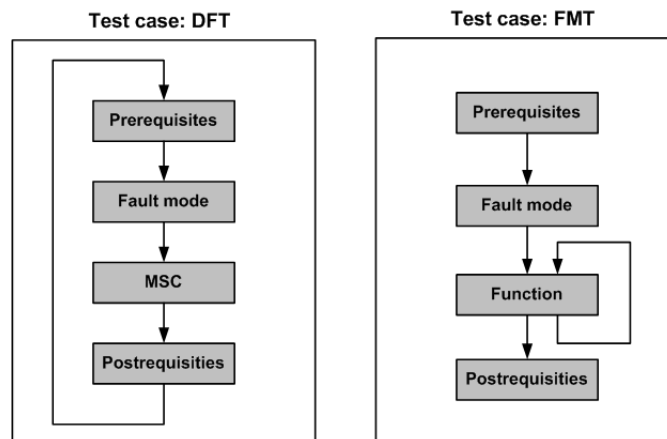 Test case: DFT
Prerequisites
Fault mode
MSC
Postrequisities
Test case: FMT
Prerequisites
Fault mode
Function
Postrequisities